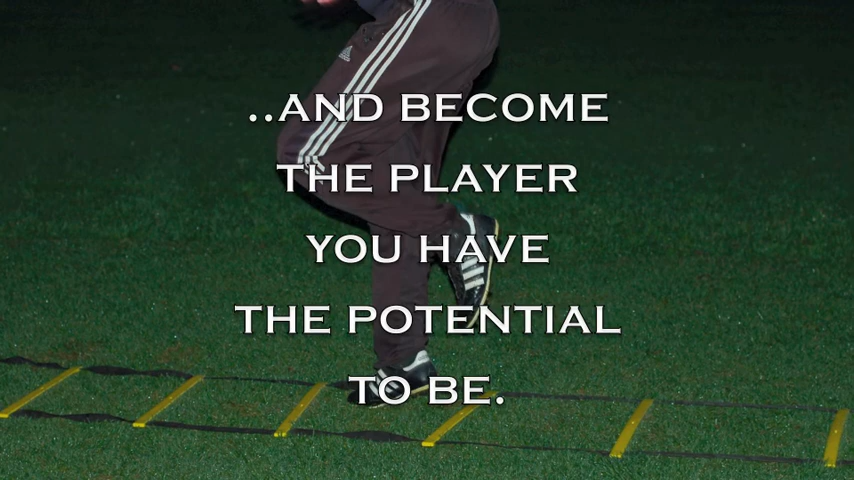 ..AND BECOME
THE PLAYER
YOU HAVE
THE POTENTIAL
TO BE.